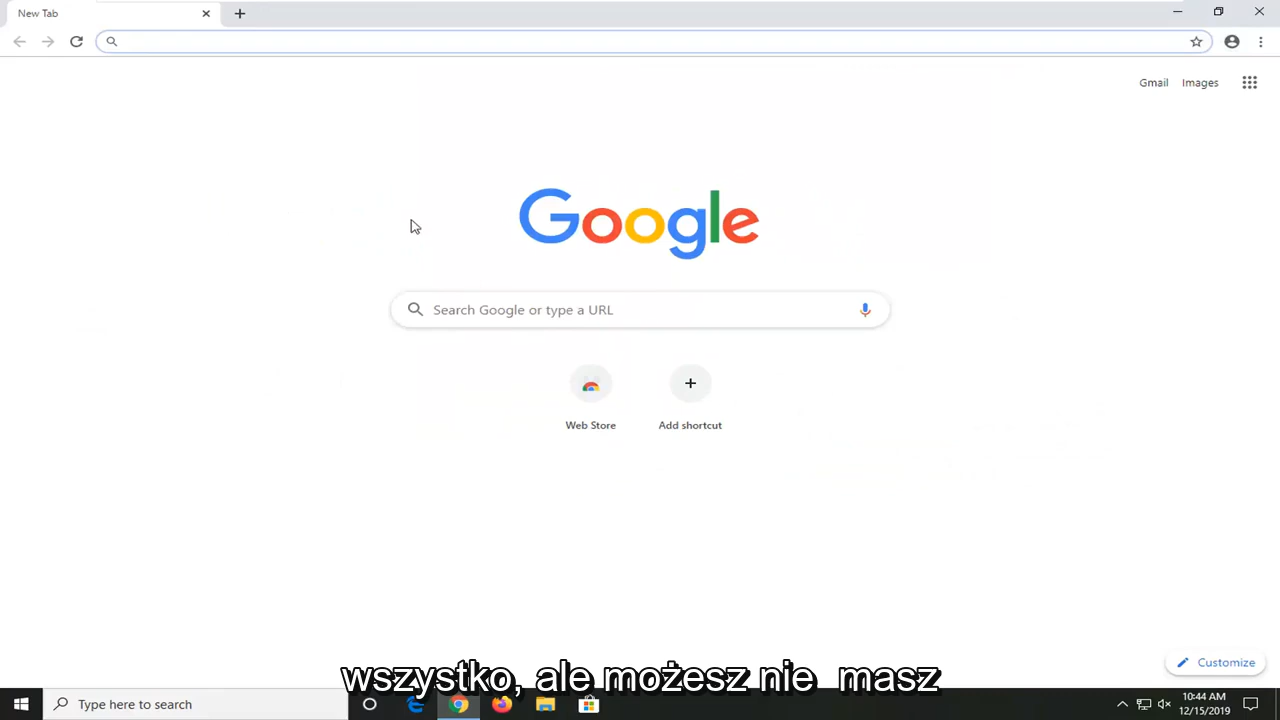 New Tab
Gmail Images
Google
Search Google or type a URL
Web Store Add shortcut
Customize
wszystko, ale możesz nie masz
Type here to search
10:44 AM
12/15/2019